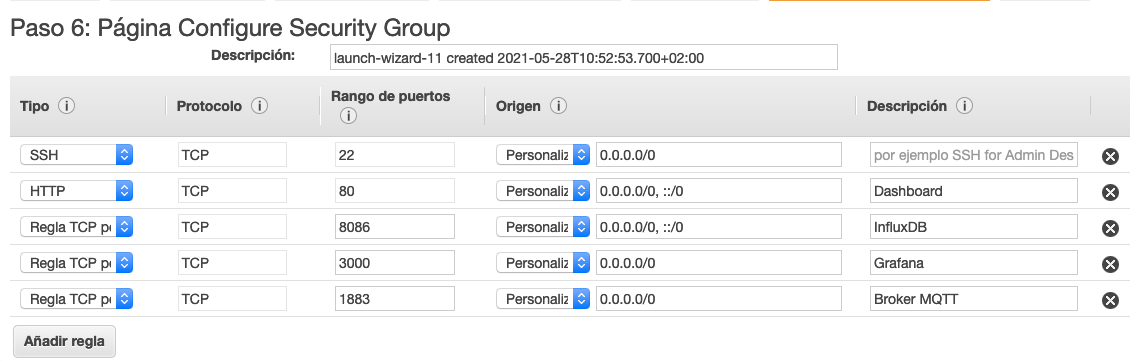 Paso 6: Página Configure Security Group
Descripción: launch-wizard-11 created 2021-05-28T10:52:53.700+02:00
Tipo i Protocolo i Rango de puertos i Origen i Descripción i
SSH TCP 22 Personaliz 0.0.0.0/0 por ejemplo SSH for Admin Des
HTTP TCP 80 Personaliz 0.0.0.0/0, ::/0 Dashboard
Regla TCP pe TCP 8086 Personaliz 0.0.0.0/0, ::/0 InfluxDB
Regla TCP pe TCP 3000 Personaliz 0.0.0.0/0 Grafana
Regla TCP pe TCP 1883 Personaliz 0.0.0.0/0 Broker MQTT
Añadir regla